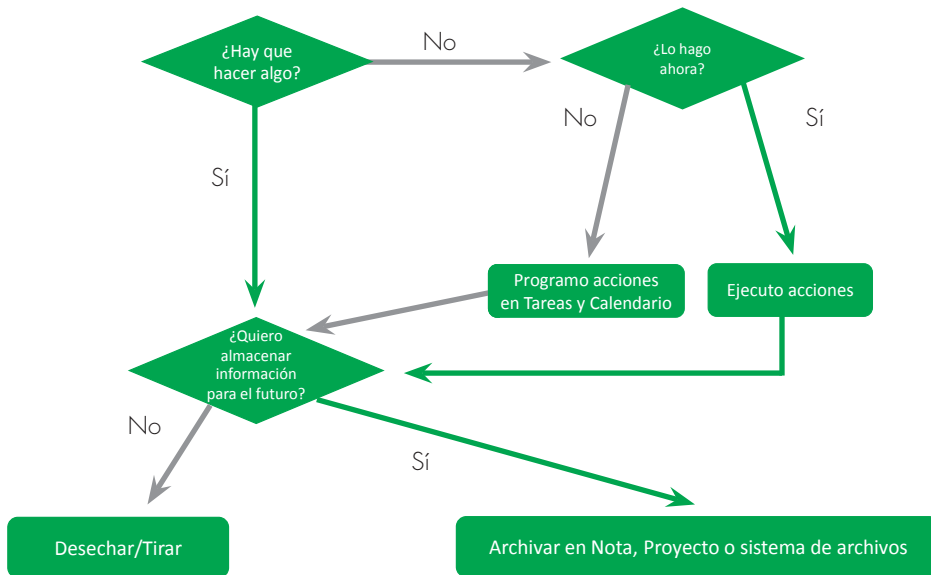 ¿Hay que
hacer algo?
No
¿Lo hago
ahora?
No
Sí
Sí
Programo acciones
en Tareas y Calendario
Ejecuto acciones
¿Quiero
almacenar
información
para el futuro?
No
Sí
Desechar/Tirar
Archivar en Nota, Proyecto o sistema de archivos